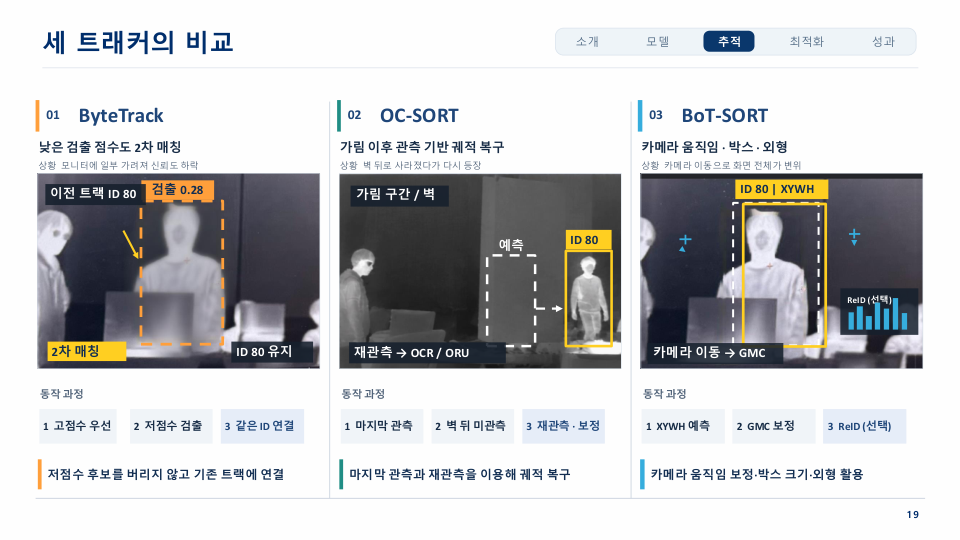 세 트래커의 비교
소개 모델 추적 최적화 성과
01 ByteTrack
낮은 검출 점수도 2차 매칭
상황 모니터에 일부 가려져 신뢰도 하락
이전 트랙 ID 80
검출 0.28
2차 매칭
ID 80 유지
동작 과정
1 고점수 우선
2 저점수 검출
3 같은 ID 연결
저점수 후보를 버리지 않고 기존 트랙에 연결
02 OC-SORT
가림 이후 관측 기반 궤적 복구
상황 벽 뒤로 사라졌다가 다시 등장
가림 구간 / 벽
예측
ID 80
재관측 → OCR / ORU
동작 과정
1 마지막 관측
2 벽 뒤 미관측
3 재관측 · 보정
마지막 관측과 재관측을 이용해 궤적 복구
03 BoT-SORT
카메라 움직임 · 박스 · 외형
상황 카메라 이동으로 화면 전체가 변위
ID 80 | XYWH
ReID (선택)
카메라 이동 → GMC
동작 과정
1 XYWH 예측
2 GMC 보정
3 ReID (선택)
카메라 움직임 보정·박스 크기·외형 활용
19